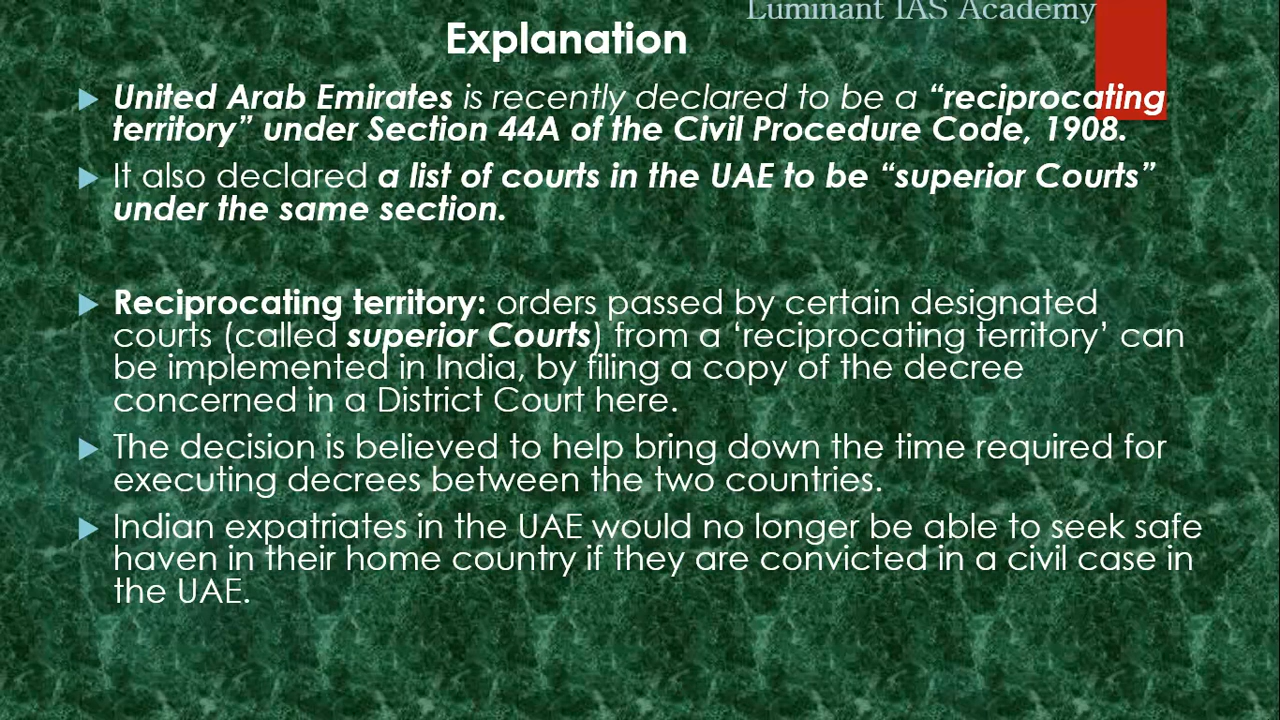 Luminant IAS Academy
Explanation
United Arab Emirates is recently declared to be a “reciprocating
territory” under Section 44A of the Civil Procedure Code, 1908.
It also declared a list of courts in the UAE to be “superior Courts”
under the same section.
Reciprocating territory: orders passed by certain designated
courts (called superior Courts) from a ‘reciprocating territory’ can
be implemented in India, by filing a copy of the decree
concerned in a District Court here.
The decision is believed to help bring down the time required for
executing decrees between the two countries.
Indian expatriates in the UAE would no longer be able to seek safe
haven in their home country if they are convicted in a civil case in
the UAE.